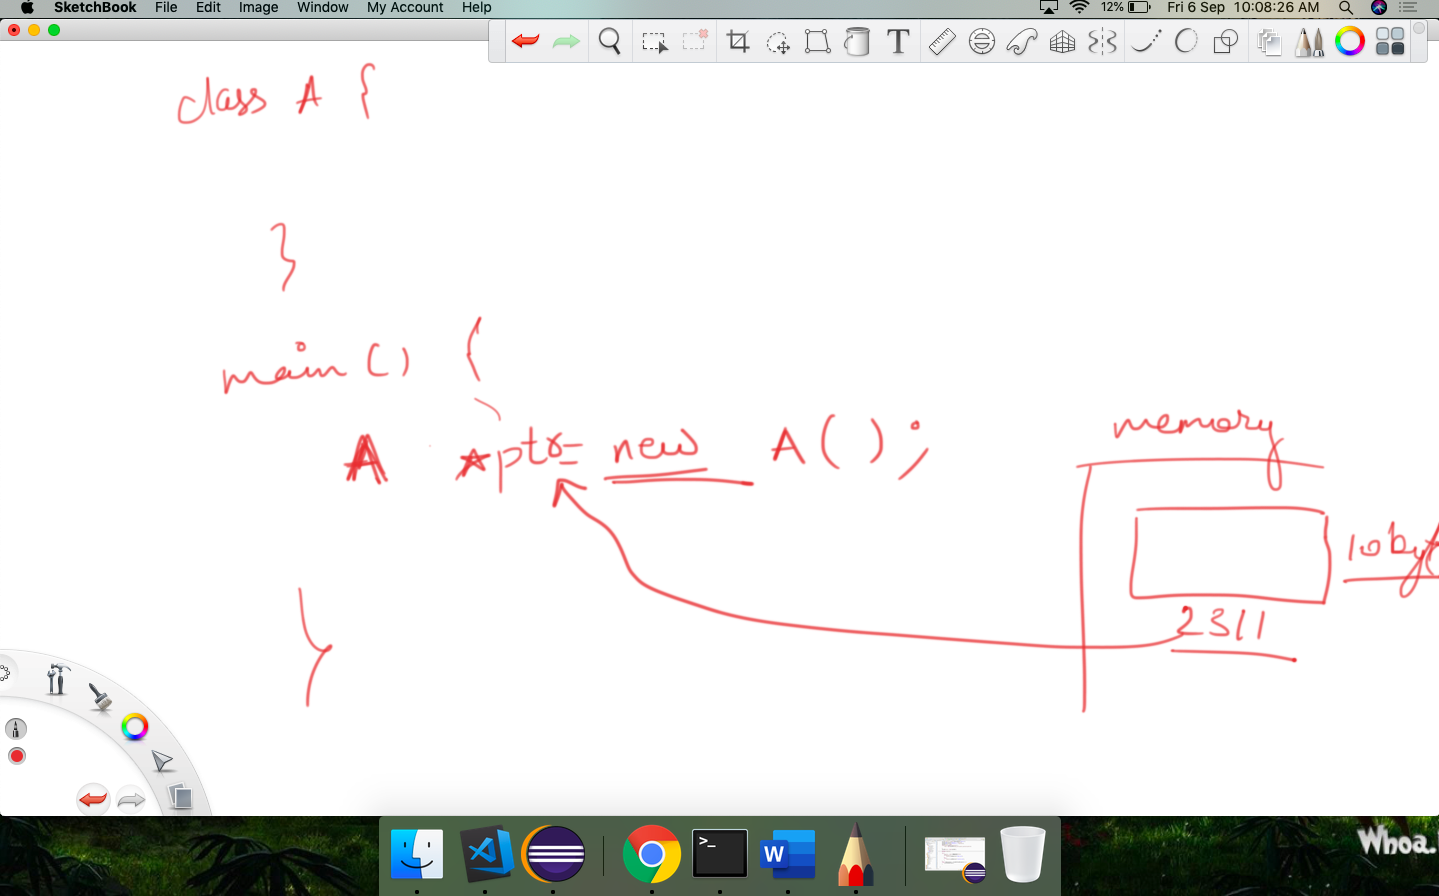 SketchBook File Edit Image Window My Account Help 12% Fri 6 Sep 10:08:26 AM
T
class A {
}
main() {
A *ptr = new A();
memory
10 byt
2311
}
>_
W
Whoa.